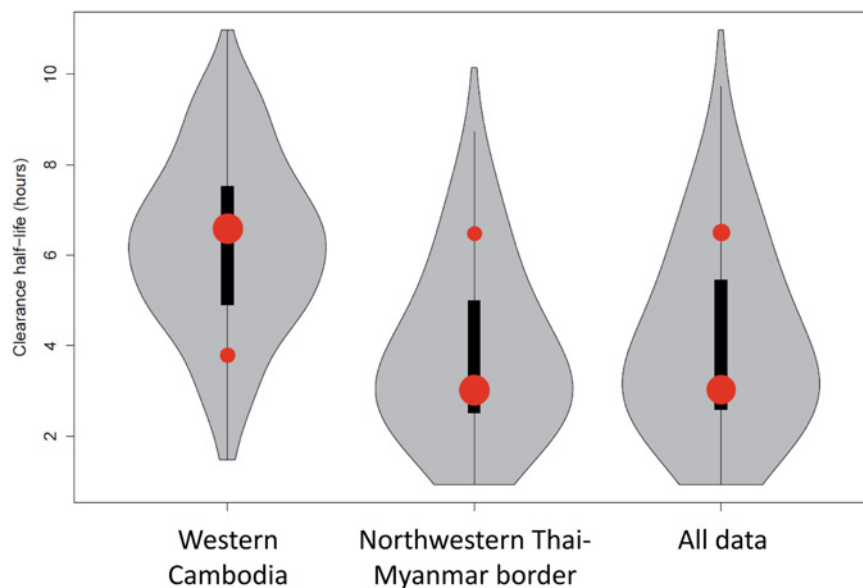 Clearance half−life (hours)
10
8
6
4
2
Western
Cambodia
Northwestern Thai-
Myanmar border
All data